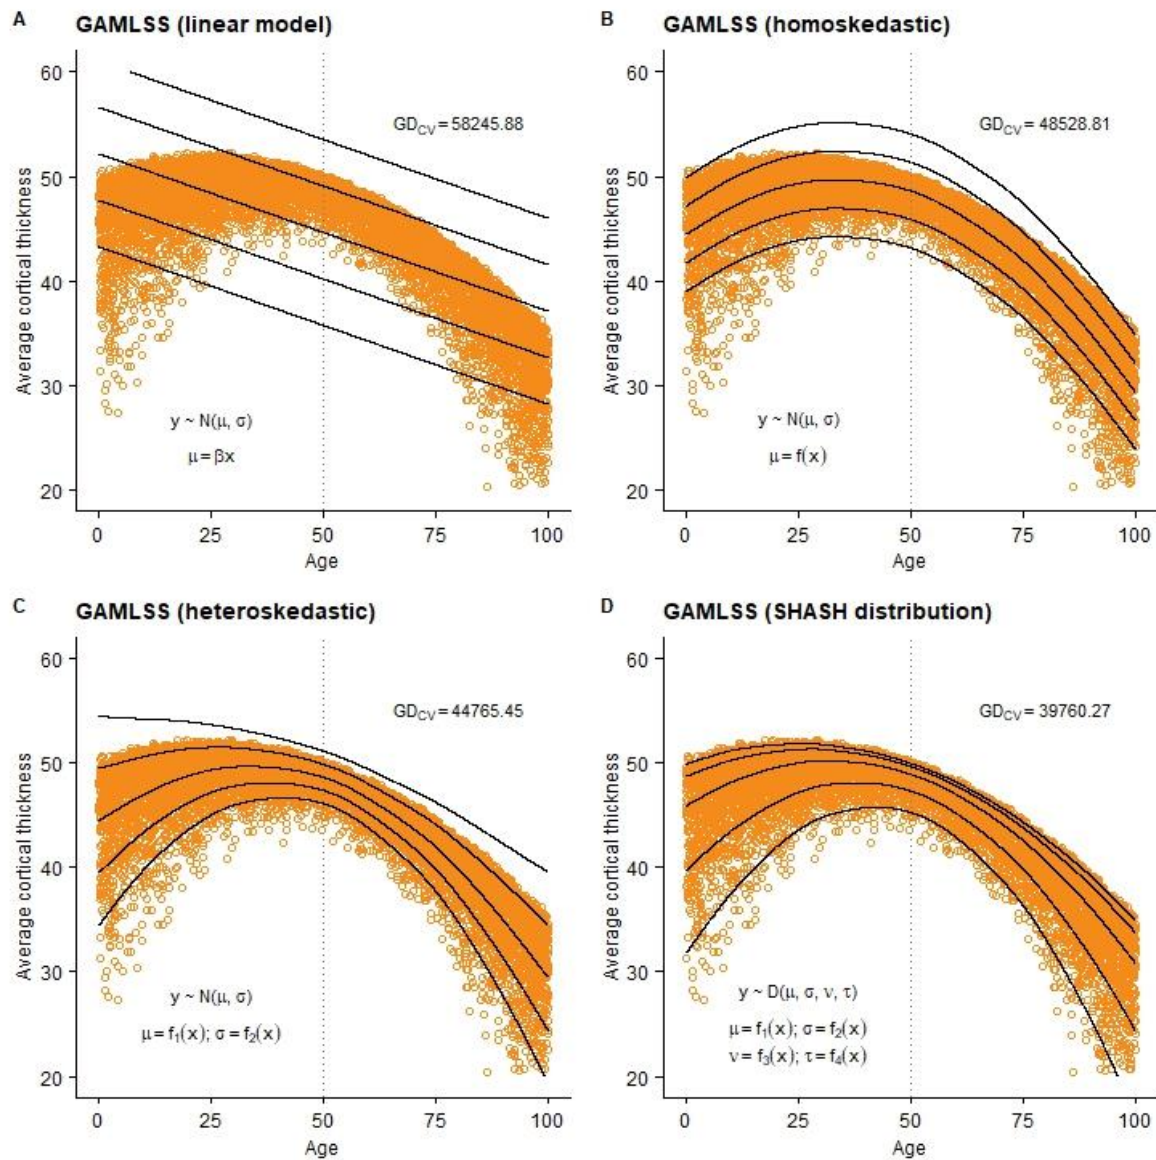 A GAMLSS (linear model)
60
50
40
30
20
Average cortical thickness
GD_CV = 58245.88
y ~ N(μ, σ)
μ = βx
0 25 50 75 100
Age
B GAMLSS (homoskedastic)
60
50
40
30
20
Average cortical thickness
GD_CV = 48528.81
y ~ N(μ, σ)
μ = f(x)
0 25 50 75 100
Age
C GAMLSS (heteroskedastic)
60
50
40
30
20
Average cortical thickness
GD_CV = 44765.45
y ~ N(μ, σ)
μ = f₁(x); σ = f₂(x)
0 25 50 75 100
Age
D GAMLSS (SHASH distribution)
60
50
40
30
20
Average cortical thickness
GD_CV = 39760.27
y ~ D(μ, σ, ν, τ)
μ = f₁(x); σ = f₂(x)
ν = f₃(x); τ = f₄(x)
0 25 50 75 100
Age